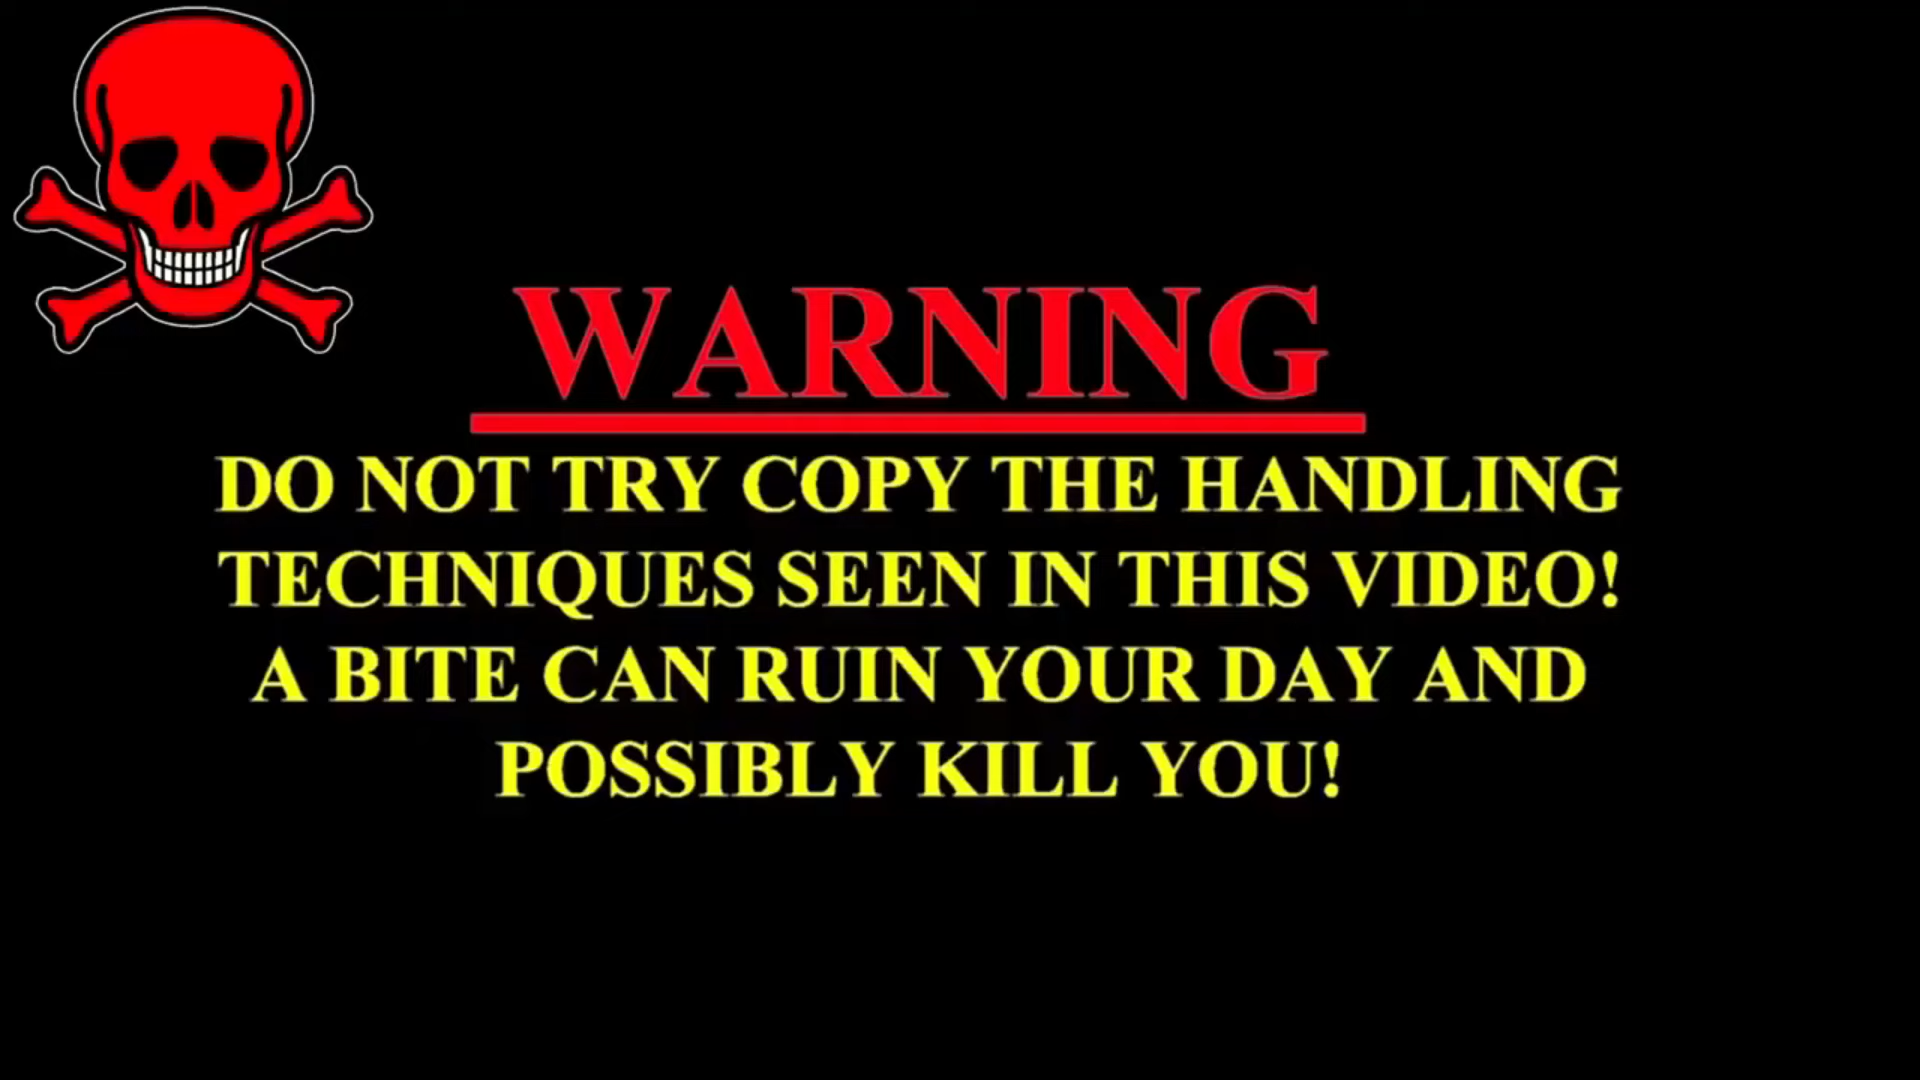 WARNING
DO NOT TRY COPY THE HANDLING
TECHNIQUES SEEN IN THIS VIDEO!
A BITE CAN RUIN YOUR DAY AND
POSSIBLY KILL YOU!